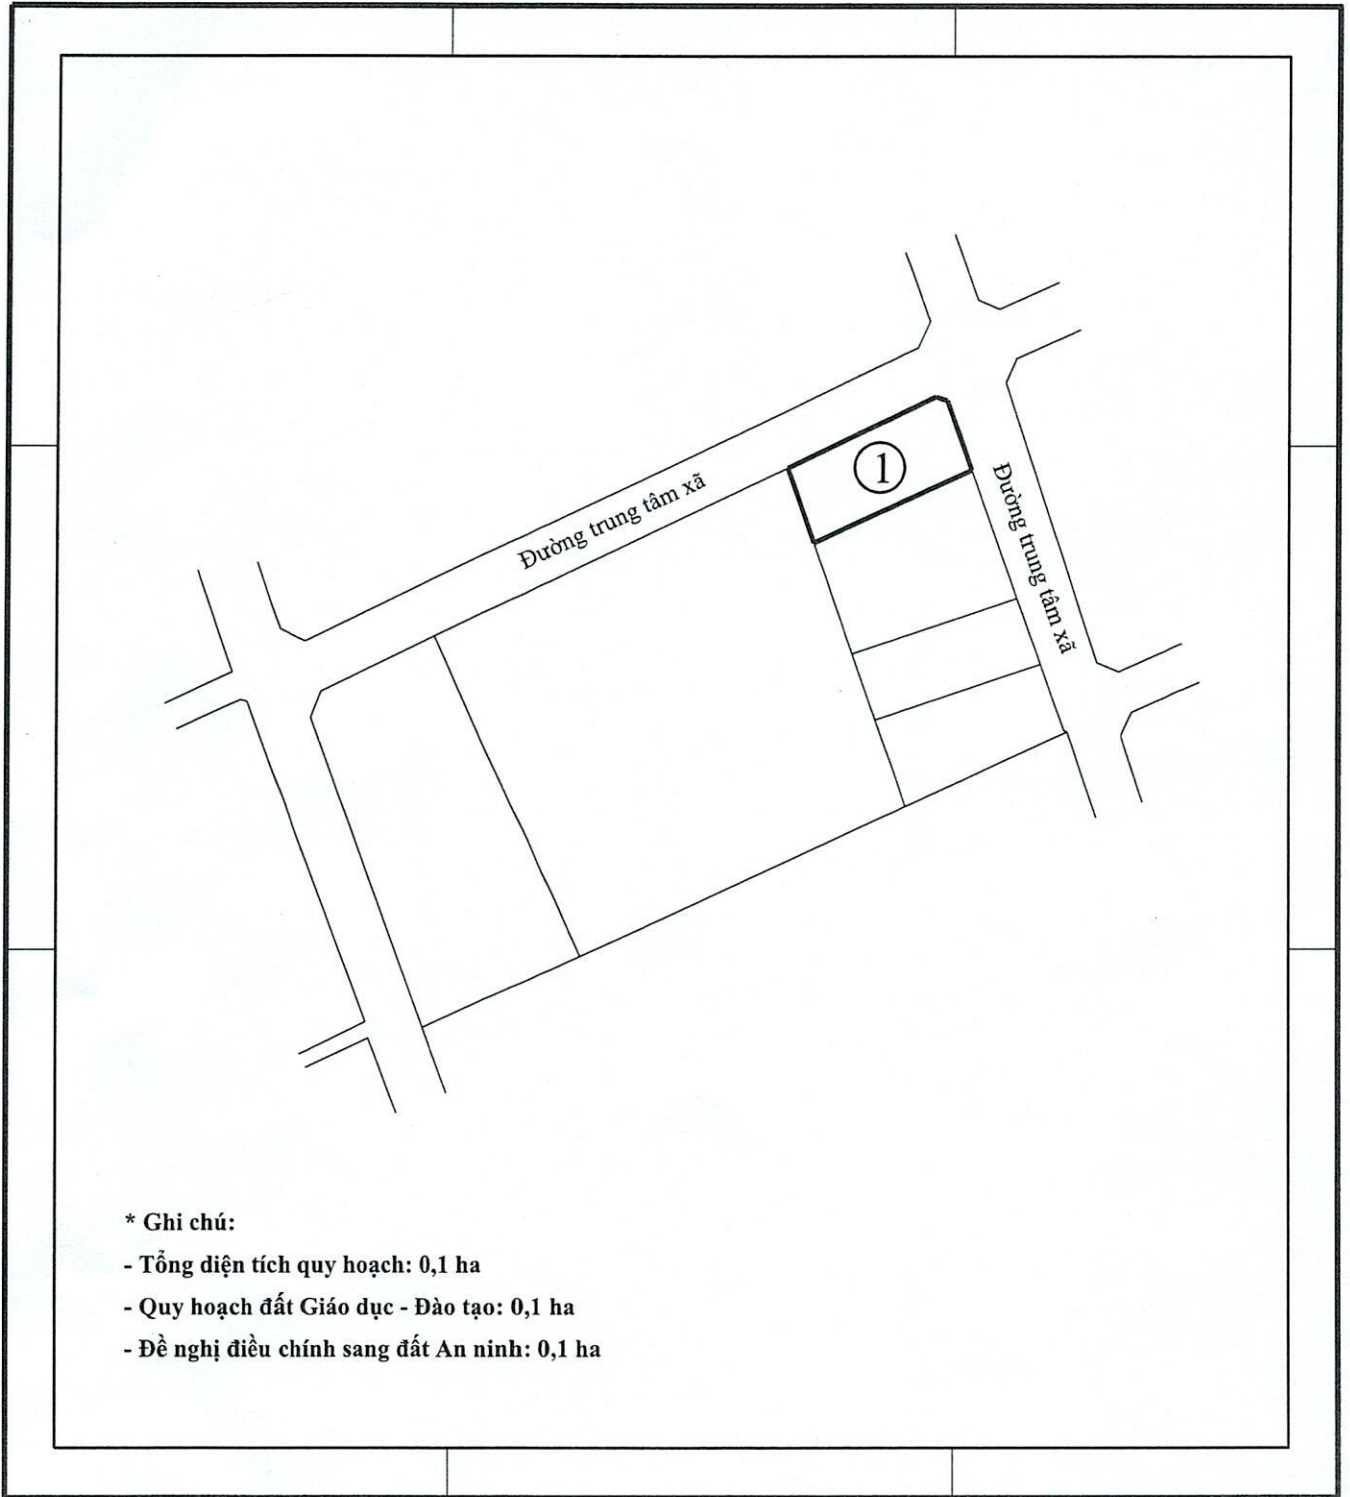 1
Đường trung tâm xã
Đường trung tâm xã
* Ghi chú:
- Tổng diện tích quy hoạch: 0,1 ha
- Quy hoạch đất Giáo dục - Đào tạo: 0,1 ha
- Đề nghị điều chính sang đất An ninh: 0,1 ha